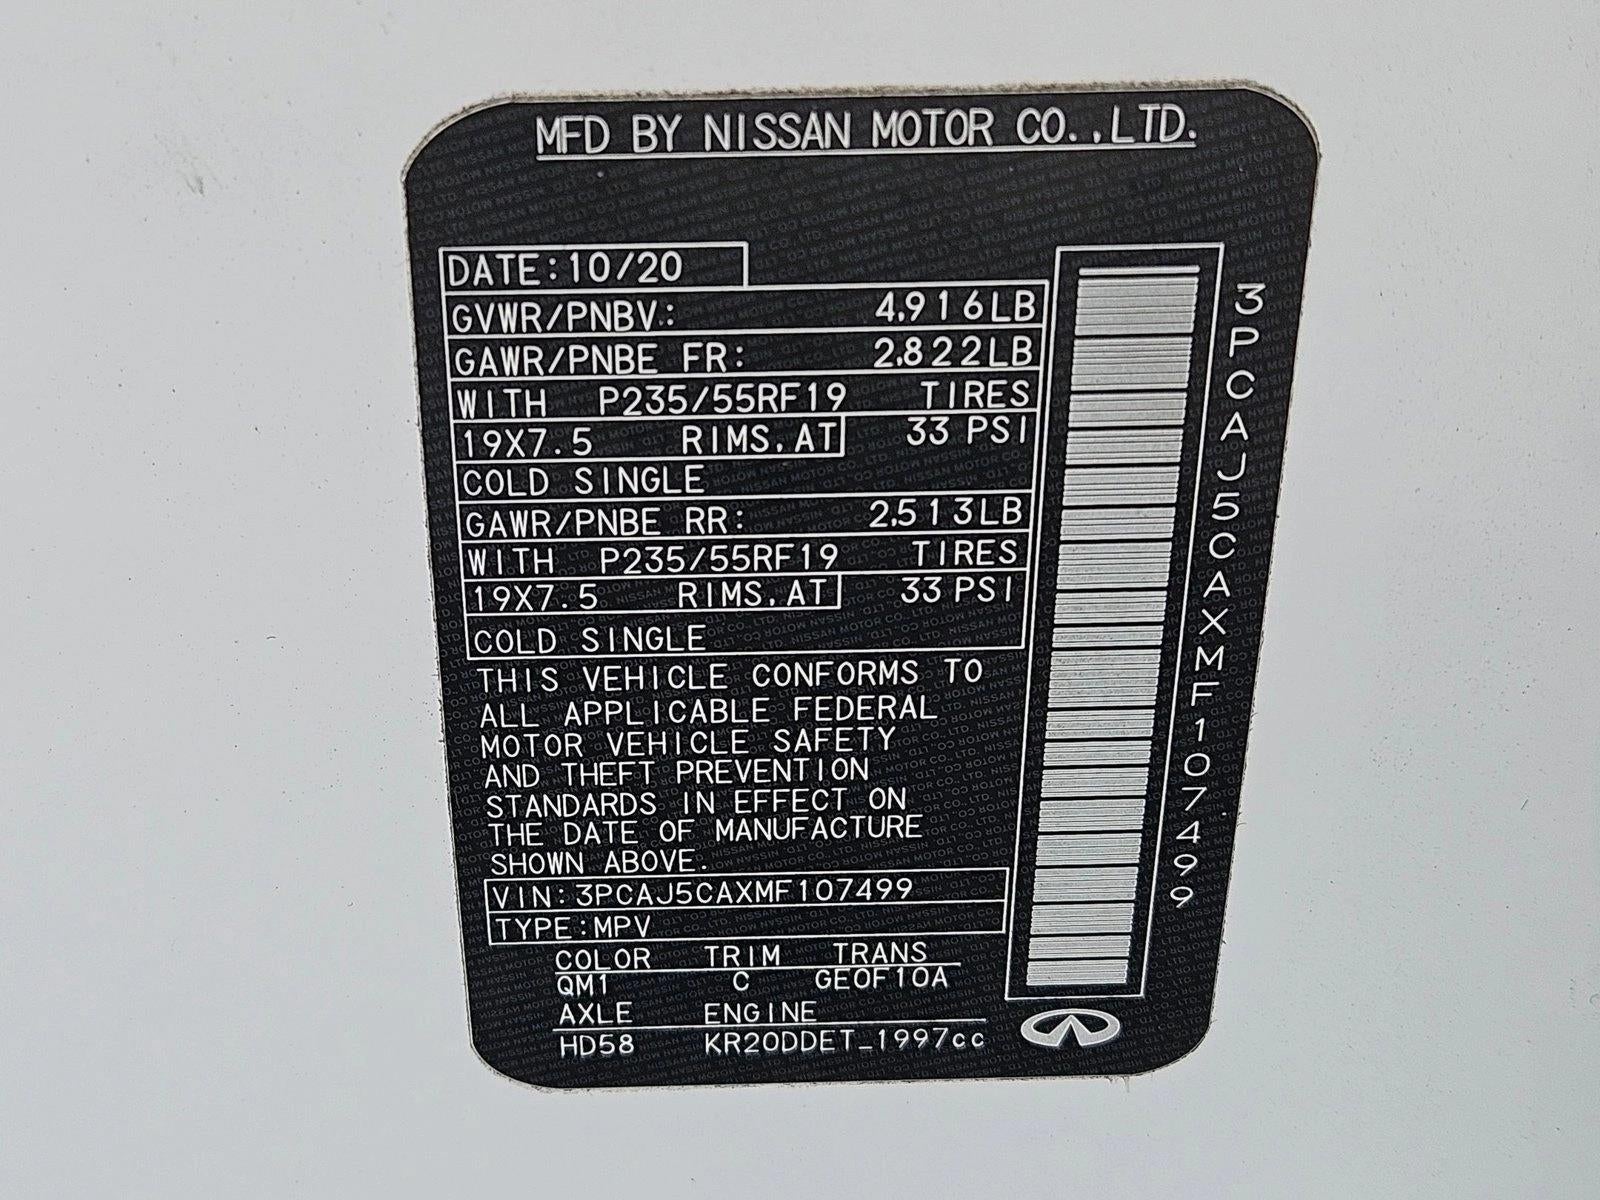 MFD BY NISSAN MOTOR CO.,LTD.
DATE:10/20
GVWR/PNBV.: 4,916LB
GAWR/PNBE FR: 2,822LB
WITH P235/55RF19 TIRES
19X7.5 RIMS,AT 33 PSI
COLD SINGLE
GAWR/PNBE RR: 2,513LB
WITH P235/55RF19 TIRES
19X7.5 RIMS,AT 33 PSI
COLD SINGLE
THIS VEHICLE CONFORMS TO
ALL APPLICABLE FEDERAL
MOTOR VEHICLE SAFETY
AND THEFT PREVENTION
STANDARDS IN EFFECT ON
THE DATE OF MANUFACTURE
SHOWN ABOVE.
VIN:3PCAJ5CAXMF107499
TYPE:MPV
COLOR TRIM TRANS
QM1 C GE0F10A
AXLE ENGINE
HD58 KR20DDET_1997cc
3PCAJ5CAXMF107499